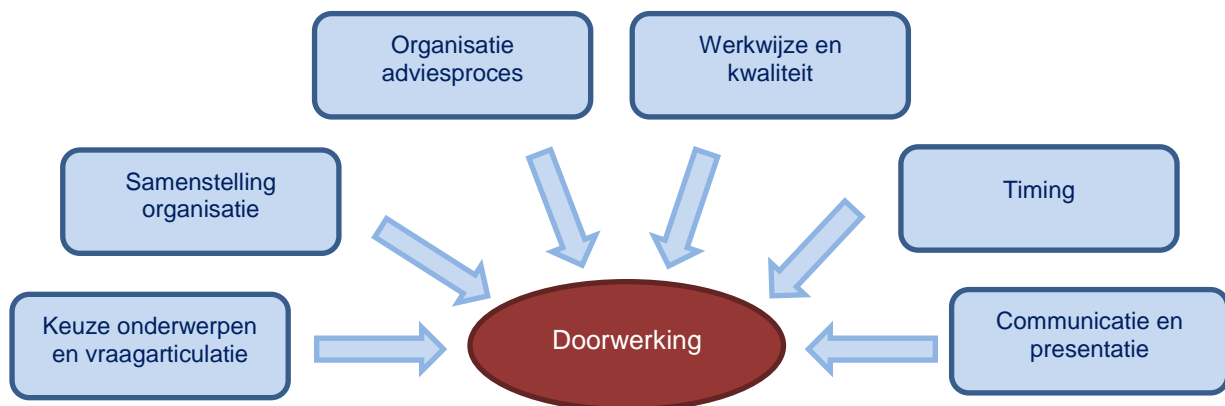 Organisatie
adviesproces
Werkwijze en
kwaliteit
Samenstelling
organisatie
Timing
Keuze onderwerpen
en vraagarticulatie
Doorwerking
Communicatie en
presentatie